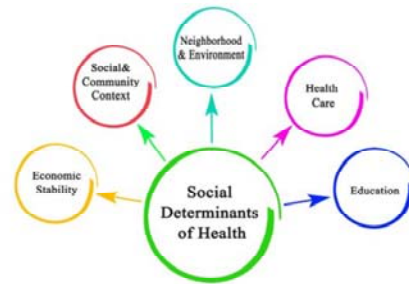 Neighborhood
& Environment
Social&
Community
Context
Health
Care
Economic
Stability
Social
Determinants
of Health
Education